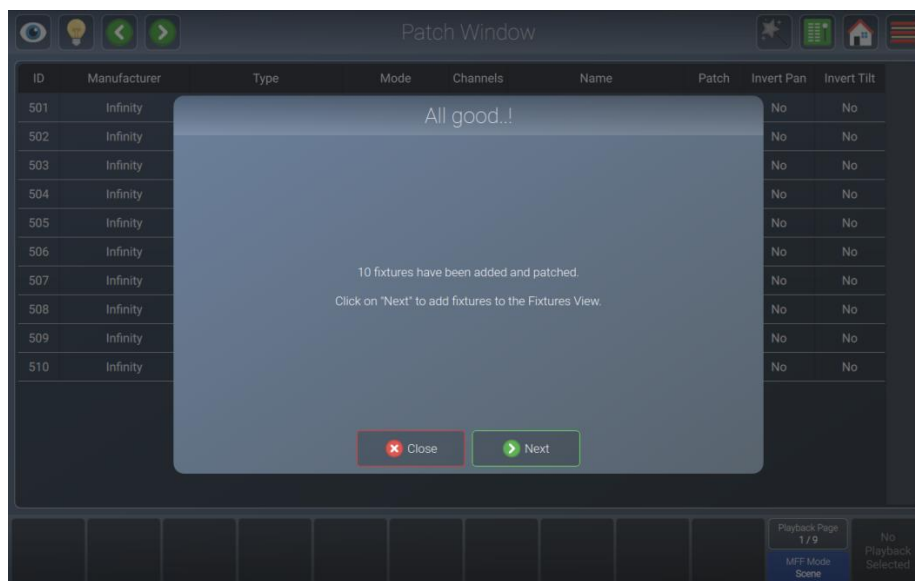 Patch Window
ID Manufacturer Type Mode Channels Name Patch Invert Pan Invert Tilt
All good..!
501 Infinity No No
502 Infinity No No
503 Infinity No No
504 Infinity No No
505 Infinity No No
506 Infinity No No
10 fixtures have been added and patched.
507 Infinity No No
Click on "Next" to add fixtures to the Fixtures View.
508 Infinity No No
509 Infinity No No
510 Infinity No No
Close Next
Playback Page
1 / 9
MFF Mode
Scene
No
Playback
Selected